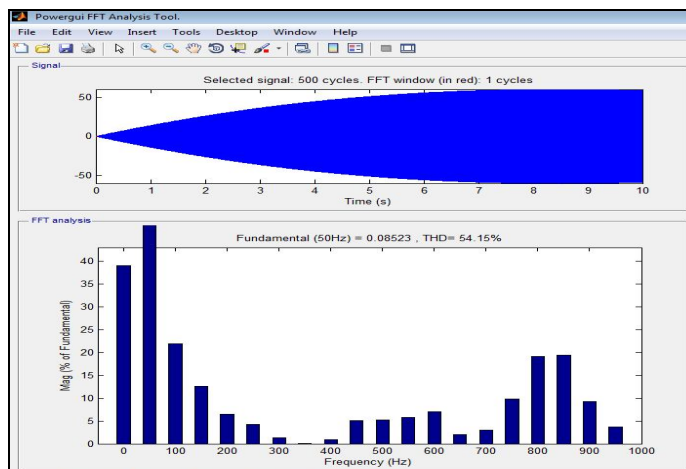 Powergui FFT Analysis Tool.
File Edit View Insert Tools Desktop Window Help
Signal
Selected signal: 500 cycles. FFT window (in red): 1 cycles
50
0
-50
0 1 2 3 4 5 6 7 8 9 10
Time (s)
FFT analysis
Fundamental (50Hz) = 0.08523 , THD= 54.15%
40
35
30
25
20
15
10
5
0
Mag (% of Fundamental)
0 100 200 300 400 500 600 700 800 900 1000
Frequency (Hz)